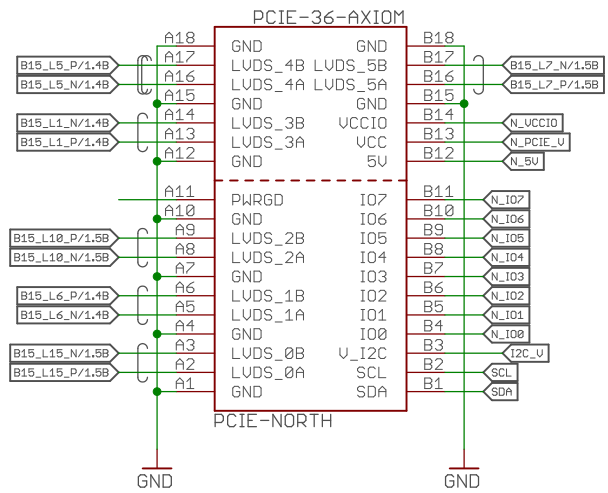 PCIE-36-AXIOM
A18 GND GND B18
B15_L5_P/1.4B A17 LVDS_4B LVDS_5B B17 B15_L7_N/1.5B
B15_L5_N/1.4B A16 LVDS_4A LVDS_5A B16 B15_L7_P/1.5B
A15 GND GND B15
B15_L1_N/1.4B A14 LVDS_3B VCCIO B14 N_VCCIO
B15_L1_P/1.4B A13 LVDS_3A VCC B13 N_PCIE_V
A12 GND 5V B12 N_5V
A11 PWRGD IO7 B11 N_IO7
A10 GND IO6 B10 N_IO6
B15_L10_P/1.5B A9 LVDS_2B IO5 B9 N_IO5
B15_L10_N/1.5B A8 LVDS_2A IO4 B8 N_IO4
A7 GND IO3 B7 N_IO3
B15_L6_P/1.4B A6 LVDS_1B IO2 B6 N_IO2
B15_L6_N/1.4B A5 LVDS_1A IO1 B5 N_IO1
A4 GND IO0 B4 N_IO0
B15_L15_N/1.5B A3 LVDS_0B V_I2C B3 I2C_V
B15_L15_P/1.5B A2 LVDS_0A SCL B2 SCL
A1 GND SDA B1 SDA
PCIE-NORTH
GND GND